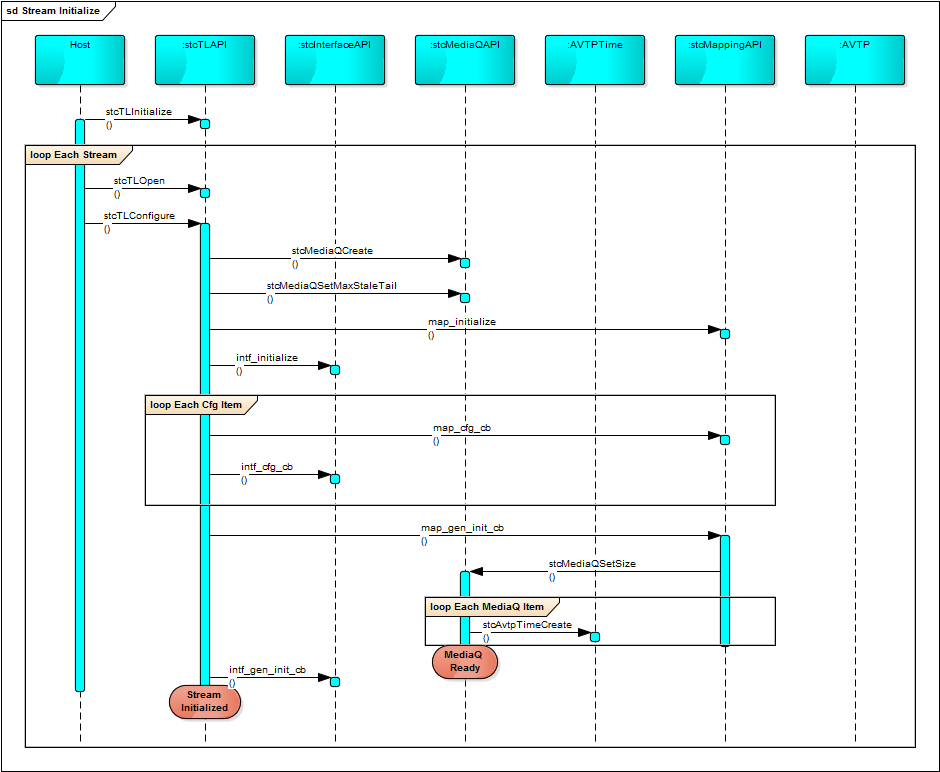 sd Stream Initialize
Host
:stcTLAPI
:stcInterfaceAPI
:stcMediaQAPI
:AVTPTime
:stcMappingAPI
:AVTP
stcTLInitialize
()
loop Each Stream
stcTLOpen
()
stcTLConfigure
()
stcMediaQCreate
()
stcMediaQSetMaxStaleTail
()
map_initialize
()
intf_initialize
()
loop Each Cfg Item
map_cfg_cb
()
intf_cfg_cb
()
map_gen_init_cb
()
stcMediaQSetSize
()
loop Each MediaQ Item
stcAvtpTimeCreate
()
MediaQ
Ready
intf_gen_init_cb
()
Stream
Initialized